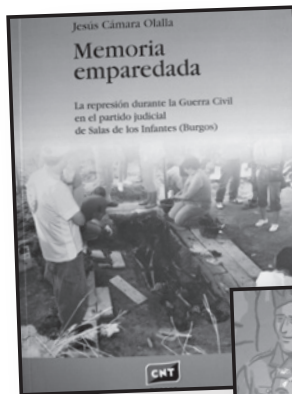 Jesús Cámara Olalla
Memoria
emparedada
La represión durante la Guerra Civil
en el partido judicial
de Salas de los Infantes (Burgos)
CNT